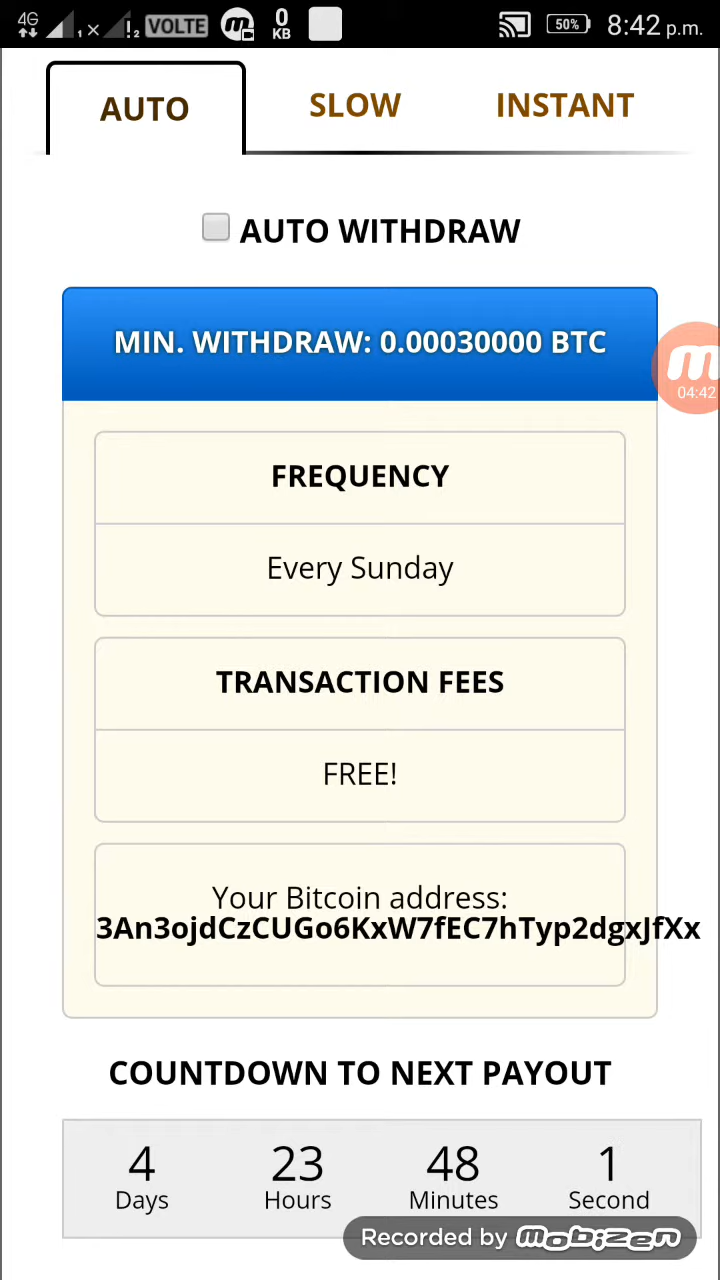 4G 1 x ! 2 VOLTE m 0 KB 50% 8:42 p.m.
AUTO SLOW INSTANT
AUTO WITHDRAW
MIN. WITHDRAW: 0.00030000 BTC
m
04:42
FREQUENCY
Every Sunday
TRANSACTION FEES
FREE!
Your Bitcoin address:
3An3ojdCzCUGo6KxW7fEC7hTyp2dgxJfXx
COUNTDOWN TO NEXT PAYOUT
4 23 48 1
Days Hours Minutes Second
Recorded by mobizen